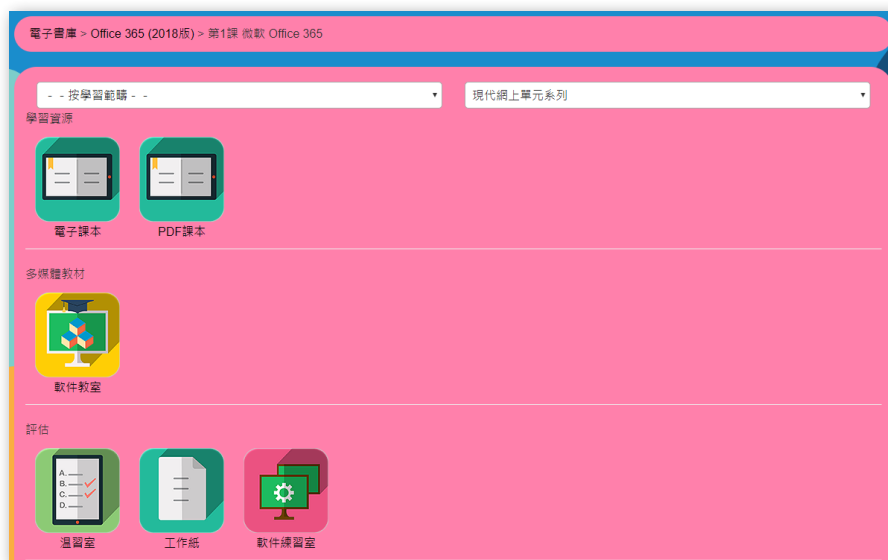 電子書庫 > Office 365 (2018版) > 第1課 微軟 Office 365
- - 按學習範疇 - -
現代網上單元系列
學習資源
電子課本
PDF課本
多媒體教材
軟件教室
評估
A.
B.
C.
D.
温習室
工作紙
軟件練習室